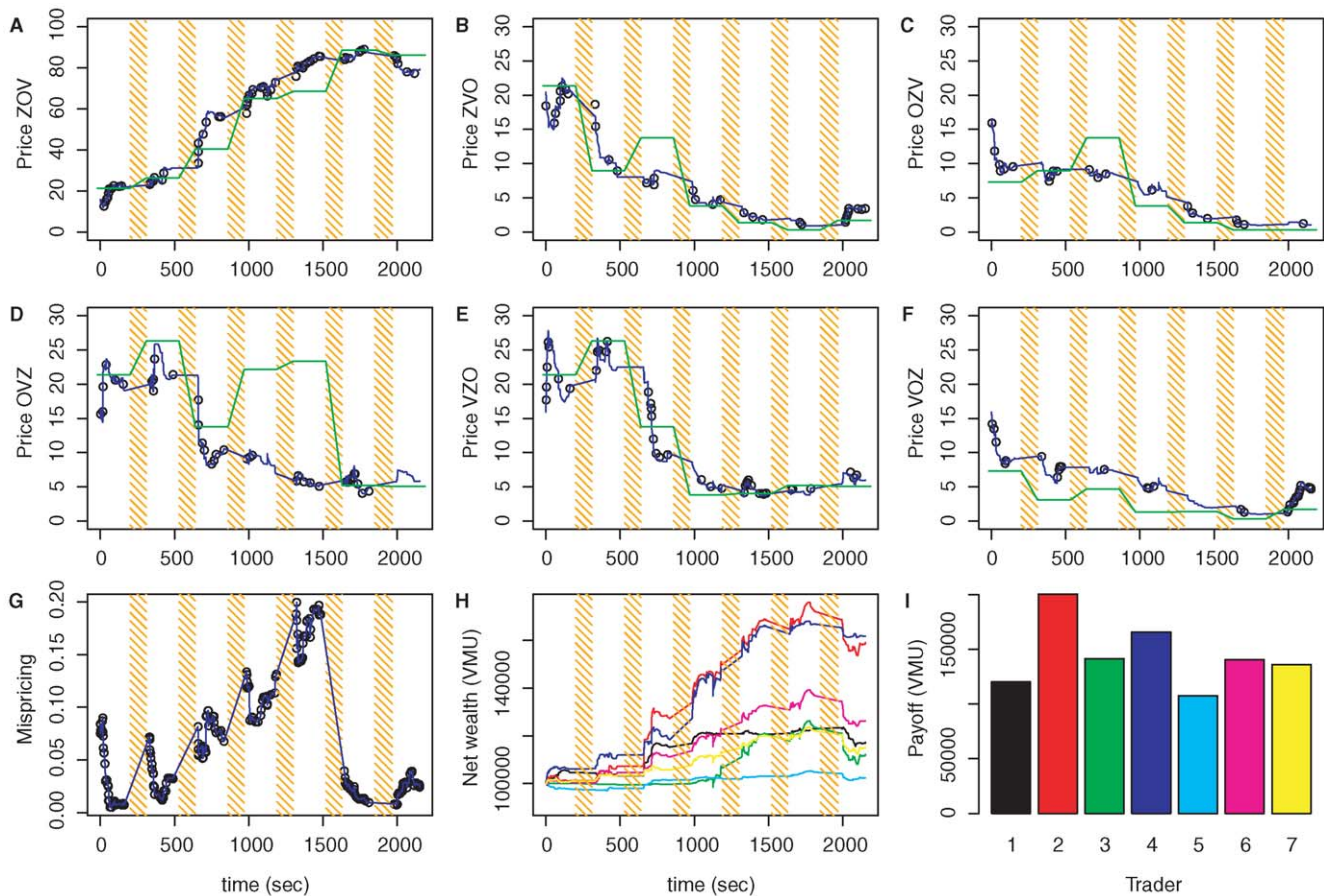 A
Price ZOV
0 20 40 60 80 100
0 500 1000 1500 2000
B
Price ZVO
0 5 10 15 20 25 30
0 500 1000 1500 2000
C
Price OZV
0 5 10 15 20 25 30
0 500 1000 1500 2000
D
Price OVZ
0 5 10 15 20 25 30
0 500 1000 1500 2000
E
Price VZO
0 5 10 15 20 25 30
0 500 1000 1500 2000
F
Price VOZ
0 5 10 15 20 25 30
0 500 1000 1500 2000
G
Mispricing
0.00 0.05 0.10 0.15 0.20
0 500 1000 1500 2000
time (sec)
H
Net wealth (VMU)
100000 140000
0 500 1000 1500 2000
time (sec)
I
Payoff (VMU)
0 50000 150000
1 2 3 4 5 6 7
Trader